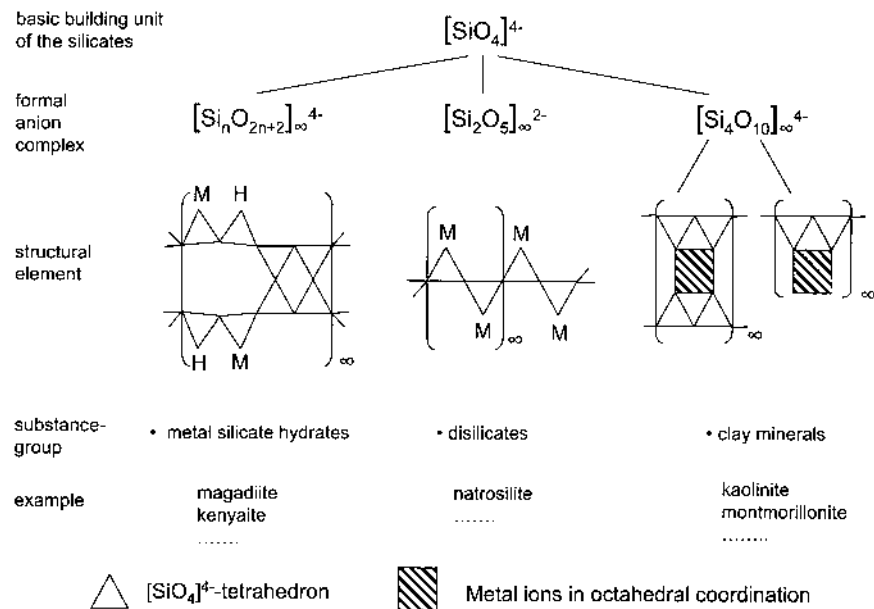 basic building unit
of the silicates
[SiO4]4-
formal
anion
complex
[SinO2n+2]∞4-
[Si2O5]∞2-
[Si4O10]∞4-
structural
element
M H
H M
∞
M M
M M
∞
∞
∞
substance-
group
• metal silicate hydrates
• disilicates
• clay minerals
example
magadiite
kenyaite
........
natrosilite
........
kaolinite
montmorillonite
........
[SiO4]4--tetrahedron
Metal ions in octahedral coordination